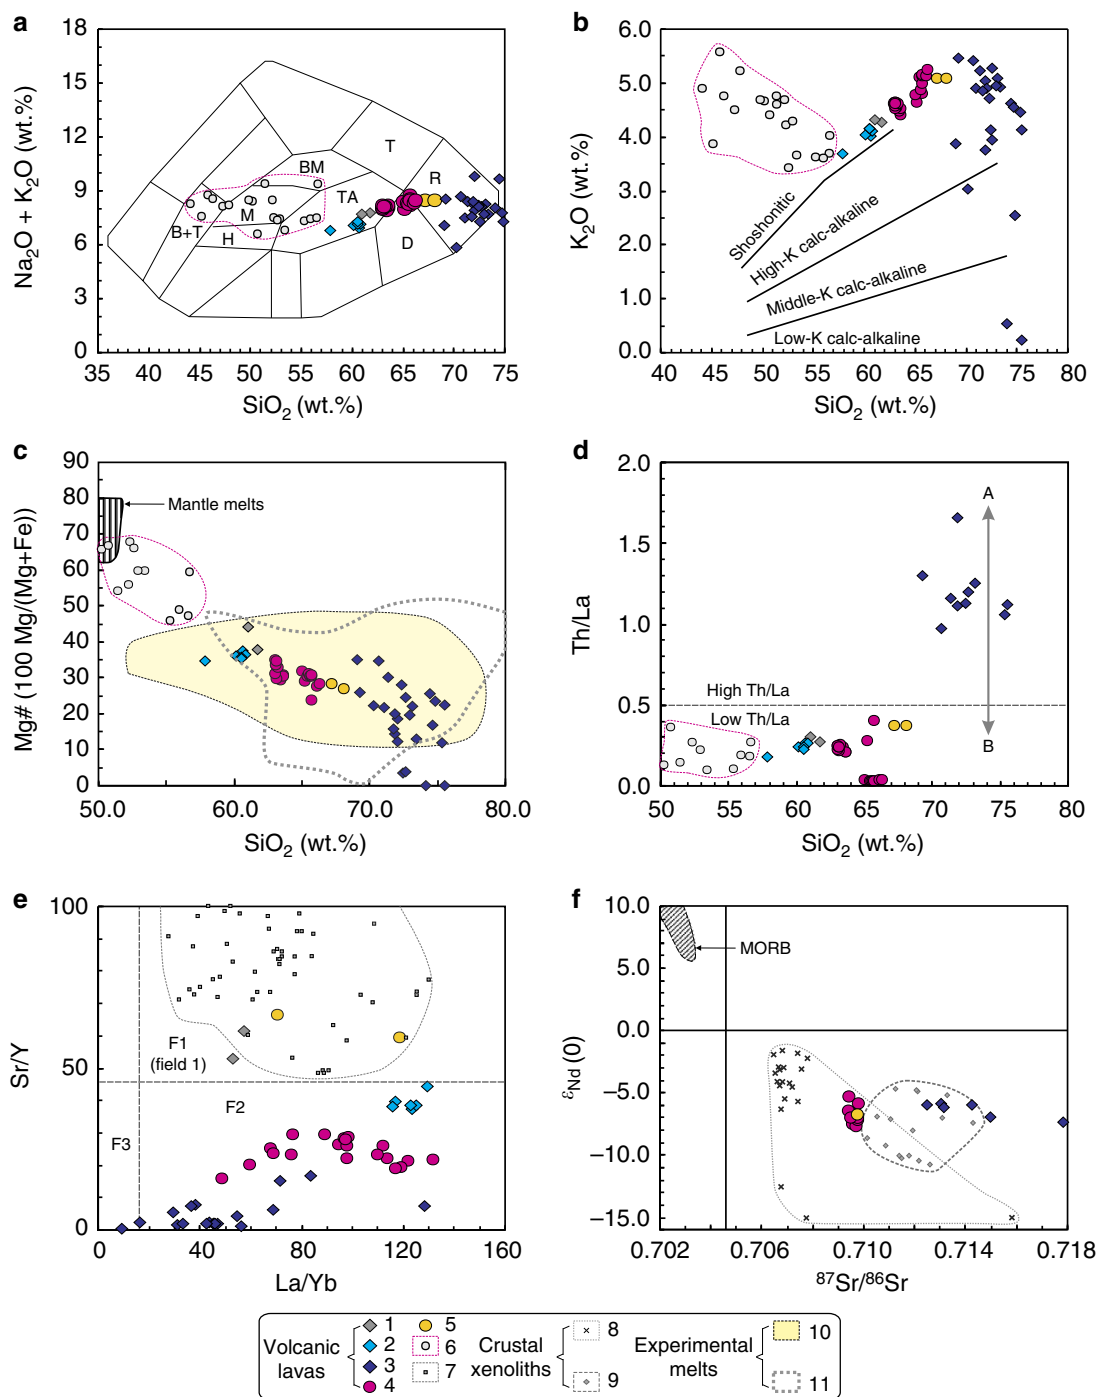 a
18
15
12
9
6
3
0
Na2O + K2O (wt.%)
T
BM
R
TA
M
B+T
H
D
35 40 45 50 55 60 65 70 75
SiO2 (wt.%)
b
6.0
5.0
4.0
3.0
2.0
1.0
0.0
K2O (wt.%)
Shoshonitic
High-K calc-alkaline
Middle-K calc-alkaline
Low-K calc-alkaline
40 45 50 55 60 65 70 75 80
SiO2 (wt.%)
c
90
80
70
60
50
40
30
20
10
0
Mg# (100 Mg/(Mg+Fe))
Mantle melts
50.0 60.0 70.0 80.0
SiO2 (wt.%)
d
2.0
1.5
1.0
0.5
0.0
Th/La
A
High Th/La
Low Th/La
B
50 55 60 65 70 75 80
SiO2 (wt.%)
e
100
50
0
Sr/Y
F1
(field 1)
F2
F3
0 40 80 120 160
La/Yb
f
10.0
5.0
0.0
−5.0
−10.0
−15.0
εNd (0)
MORB
0.702 0.706 0.710 0.714 0.718
87Sr/86Sr
Volcanic
lavas
1
2
3
4
5
6
7
Crustal
xenoliths
8
9
Experimental
melts
10
11